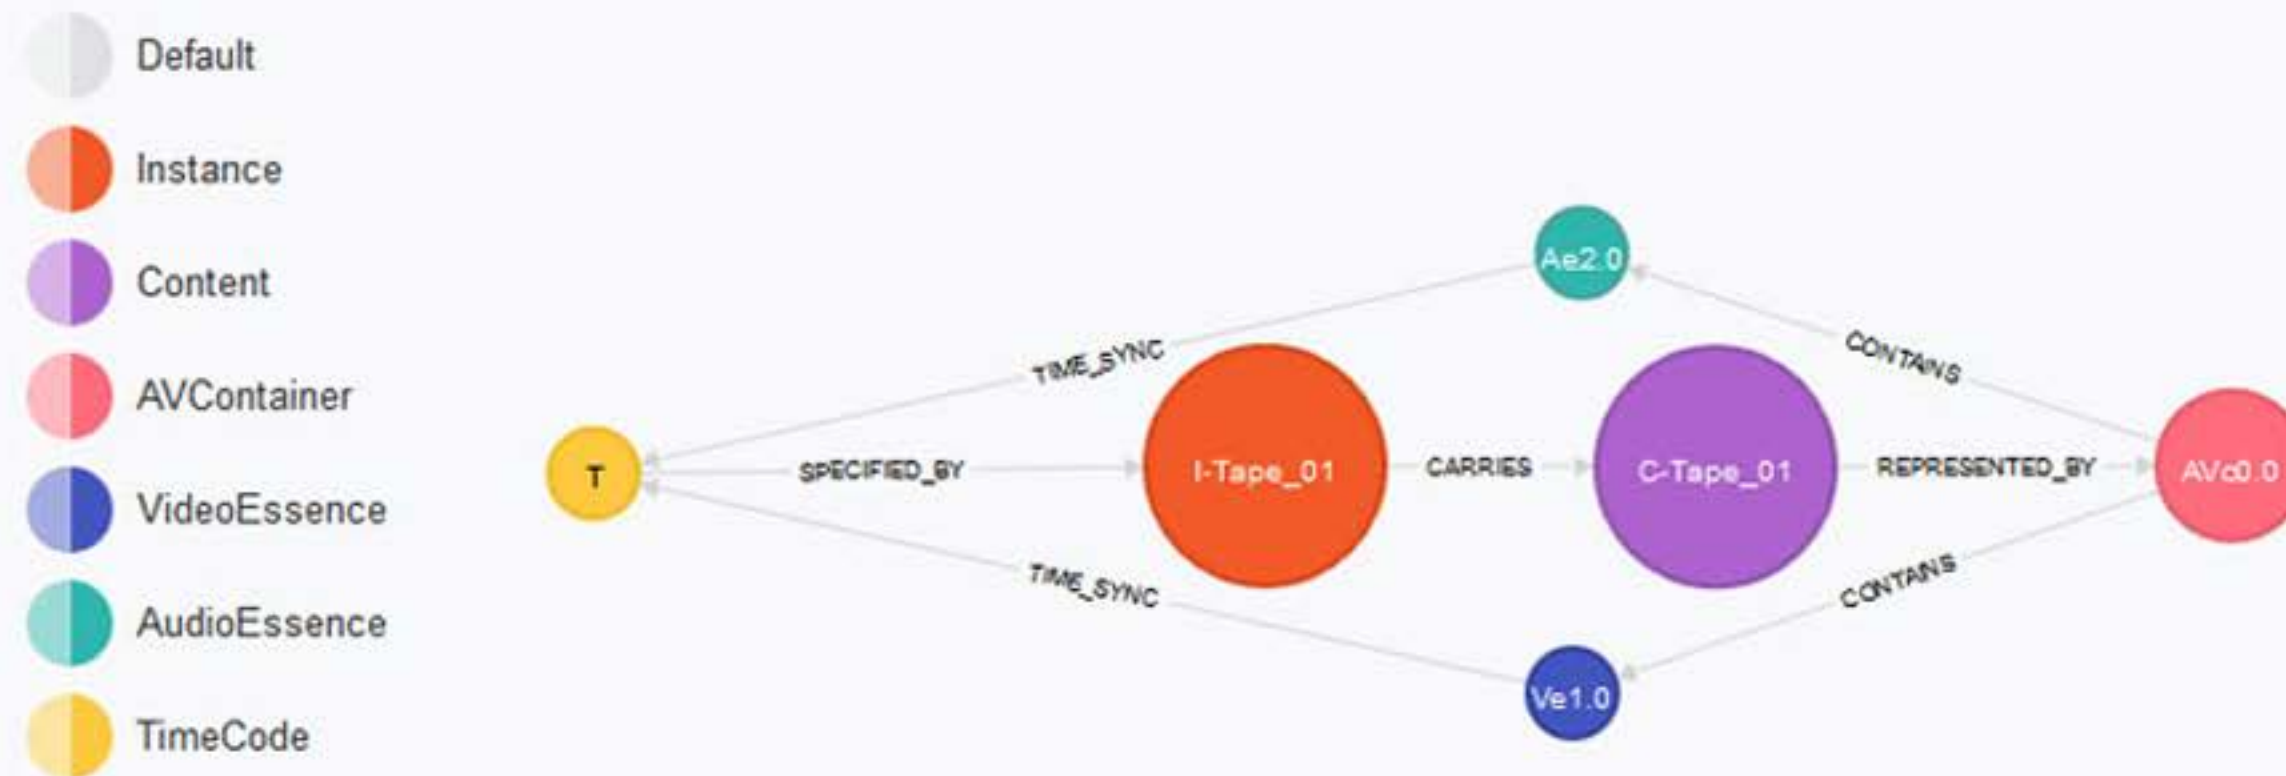 Default
Instance
Content
AVContainer
VideoEssence
AudioEssence
TimeCode
Ae2.0
TIME_SYNC
CONTAINS
T
SPECIFIED_BY
I-Tape_01
CARRIES
C-Tape_01
REPRESENTED_BY
AVc0.0
TIME_SYNC
CONTAINS
Ve1.0